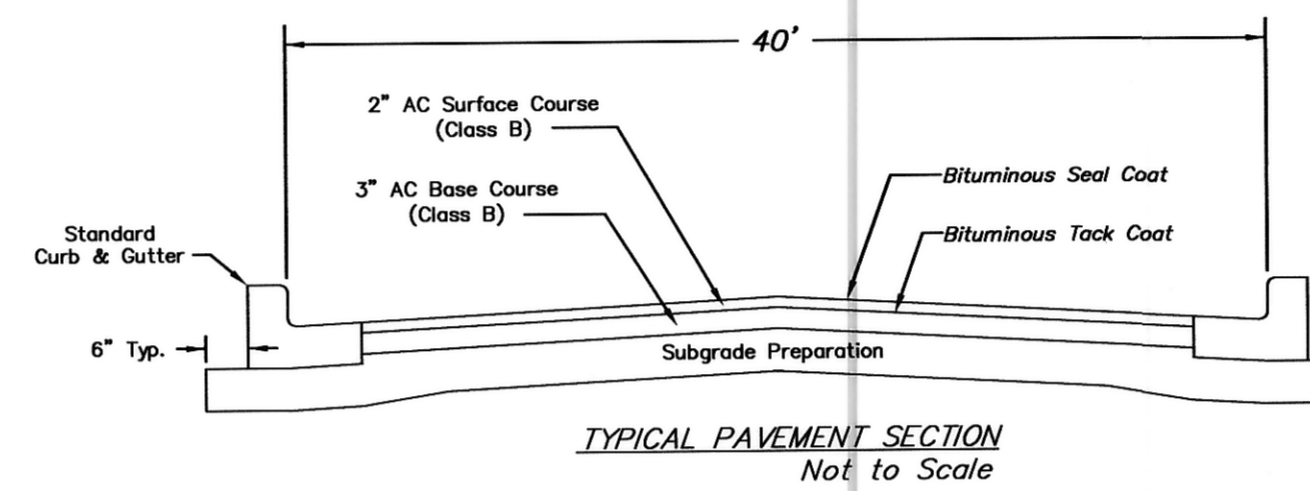 40'
2" AC Surface Course
(Class B)
3" AC Base Course
(Class B)
Bituminous Seal Coat
Bituminous Tack Coat
Standard
Curb & Gutter
6" Typ.
Subgrade Preparation
TYPICAL PAVEMENT SECTION
Not to Scale